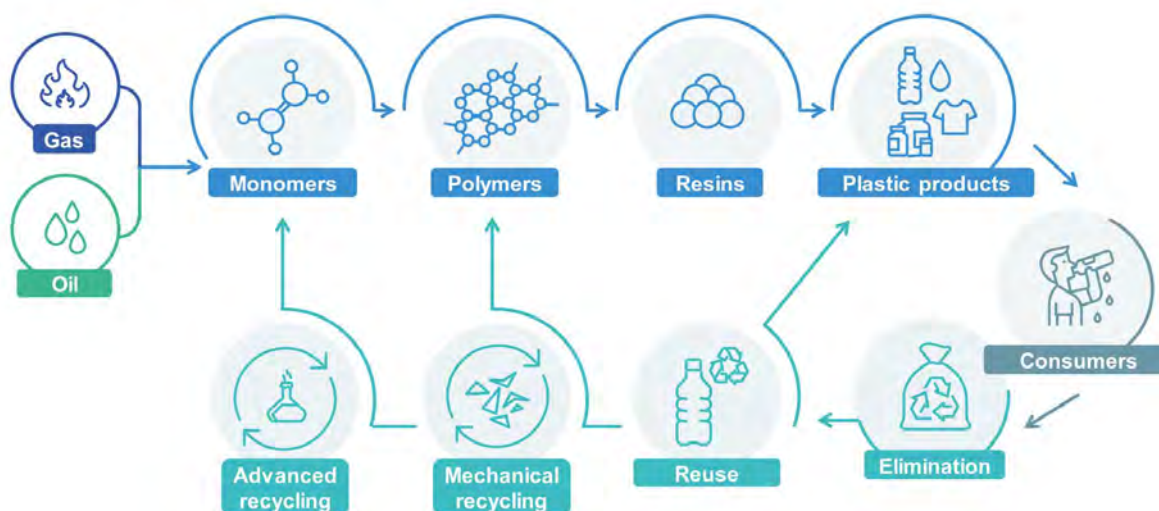 Gas
Oil
Monomers
Polymers
Resins
Plastic products
Consumers
Advanced
recycling
Mechanical
recycling
Reuse
Elimination